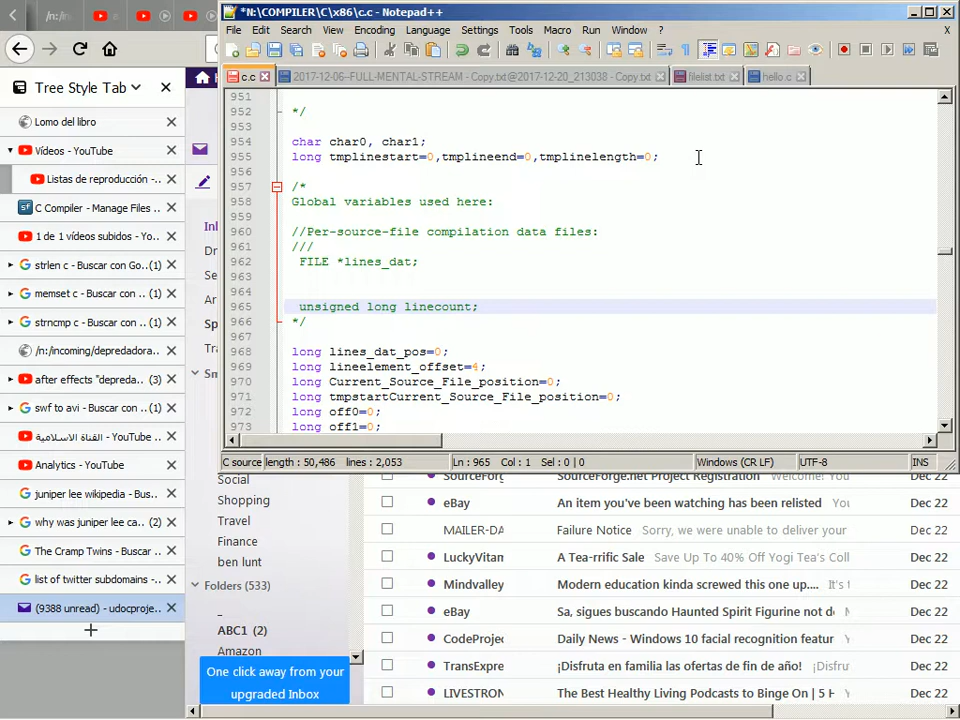 *N:\COMPILER\C\x86\c.c - Notepad++
File Edit Search View Encoding Language Settings Tools Macro Run Window ? X
c.c 2017-12-06--FULL-MENTAL-STREAM - Copy.txt@2017-12-20_213038 - Copy.txt filelist.txt hello.c
951
952 */
953
954 char char0, char1;
955 long tmplinestart=0,tmplineend=0,tmplinelength=0;
956
957 /*
958 Global variables used here:
959
960 //Per-source-file compilation data files:
961 ///
962 FILE *lines_dat;
963
964
965 unsigned long linecount;
966 */
967
968 long lines_dat_pos=0;
969 long lineelement_offset=4;
970 long Current_Source_File_position=0;
971 long tmpstartCurrent_Source_File_position=0;
972 long off0=0;
973 long off1=0;
C source length : 50,486 lines : 2,053 Ln : 965 Col : 1 Sel : 0 | 0 Windows (CR LF) UTF-8 INS
/n:/in
Tree Style Tab
Lomo del libro
Vídeos - YouTube
Listas de reproducción -..
C Compiler - Manage Files ..
1 de 1 vídeos subidos - Yo..
strlen c - Buscar con Go.. (1)
memset c - Buscar con .. (1)
strncmp c - Buscar con .. (1)
/n:/incoming/depredadora..
after effects "depreda.. (3)
swf to avi - Buscar con .. (1)
القناة الاسلامية - YouTube ..
Analytics - YouTube
juniper lee wikipedia - Bus..
why was juniper lee ca.. (2)
The Cramp Twins - Buscar ..
list of twitter subdomains -..
(9388 unread) - udocproje..
Home
Inl
Dr
Se
Ar
Sp
Tra
Sm
Social
Shopping
Travel
Finance
ben lunt
Folders (533)
_
ABC1 (2)
Amazon
One click away from your
upgraded Inbox
SourceForg SourceForge.net Project Registration Welcome! You Dec 22
eBay An item you've been watching has been relisted You Dec 22
MAILER-DA Failure Notice Sorry, we were unable to deliver your Dec 22
LuckyVitan A Tea-rrific Sale Save Up To 40% Off Yogi Tea's Coll Dec 22
Mindvalley Modern education kinda screwed this one up.... It's t Dec 22
eBay Sa, sigues buscando Haunted Spirit Figurine not de Dec 22
CodeProjec Daily News - Windows 10 facial recognition featur Dec 22
TransExpre ¡Disfruta en familia las ofertas de fin de año! ¡Disfru Dec 22
LIVESTRON The Best Healthy Living Podcasts to Binge On | 5 H Dec 22